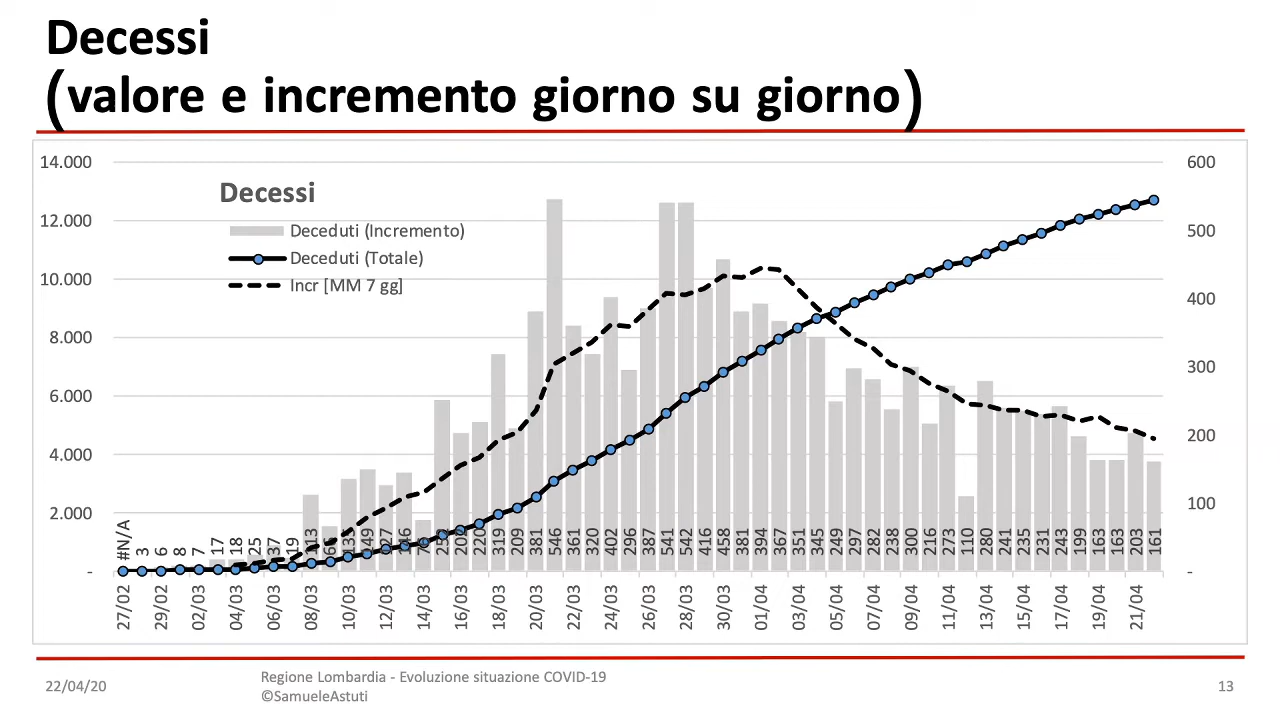 Decessi
(valore e incremento giorno su giorno)
Decessi
Deceduti (Incremento)
Deceduti (Totale)
Incr [MM 7 gg]
14.000
12.000
10.000
8.000
6.000
4.000
2.000
-
600
500
400
300
200
100
-
#N/A 3 6 8 7 17 18 25 37 19 113 220 319 209 381 546 361 320 402 296 387 541 542 416 458 381 394 367 351 345 249 297 282 238 300 216 273 110 280 241 235 231 243 199 163 163 203 161
27/02 29/02 02/03 04/03 06/03 08/03 10/03 12/03 14/03 16/03 18/03 20/03 22/03 24/03 26/03 28/03 30/03 01/04 03/04 05/04 07/04 09/04 11/04 13/04 15/04 17/04 19/04 21/04
22/04/20
Regione Lombardia - Evoluzione situazione COVID-19
©SamueleAstuti
13